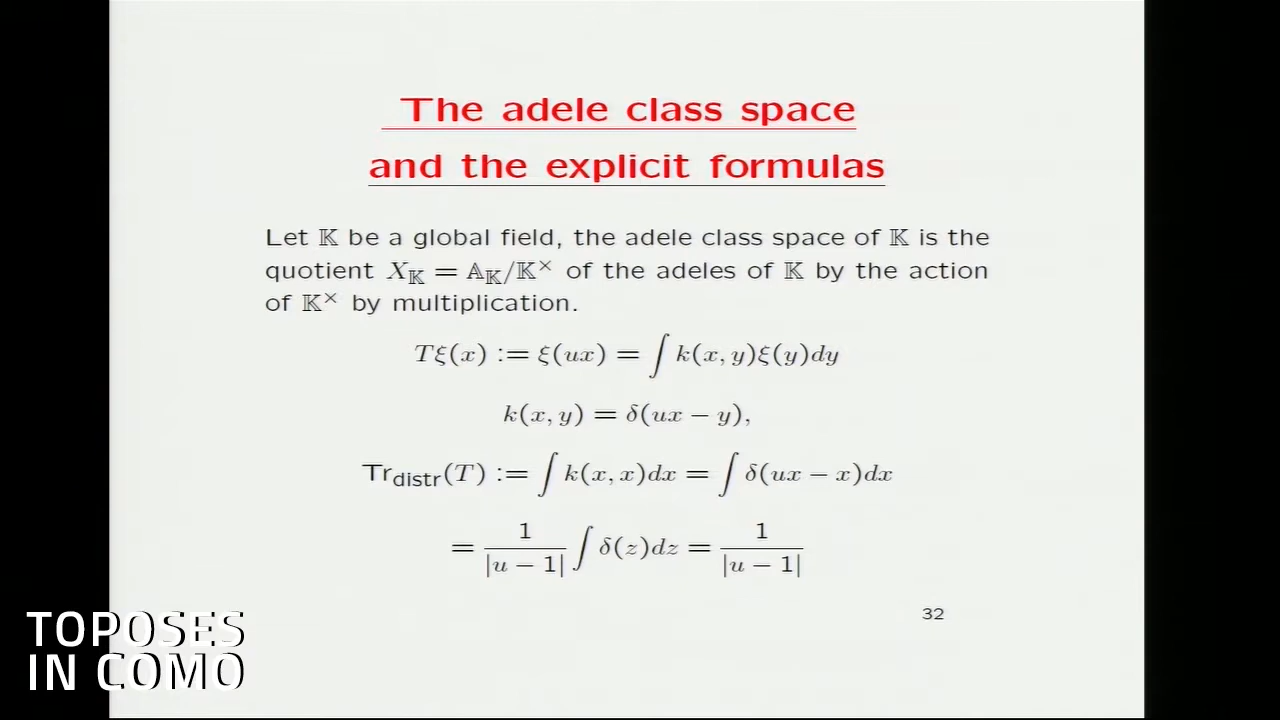 The adele class space
and the explicit formulas
Let 𝕂 be a global field, the adele class space of 𝕂 is the
quotient X_𝕂 = 𝔸_𝕂/𝕂^× of the adeles of 𝕂 by the action
of 𝕂^× by multiplication.
Tξ(x) := ξ(ux) = ∫ k(x, y)ξ(y)dy
k(x, y) = δ(ux − y),
Tr_distr(T) := ∫ k(x, x)dx = ∫ δ(ux − x)dx
= 1/|u − 1| ∫ δ(z)dz = 1/|u − 1|
32
TOPOSES
IN COMO